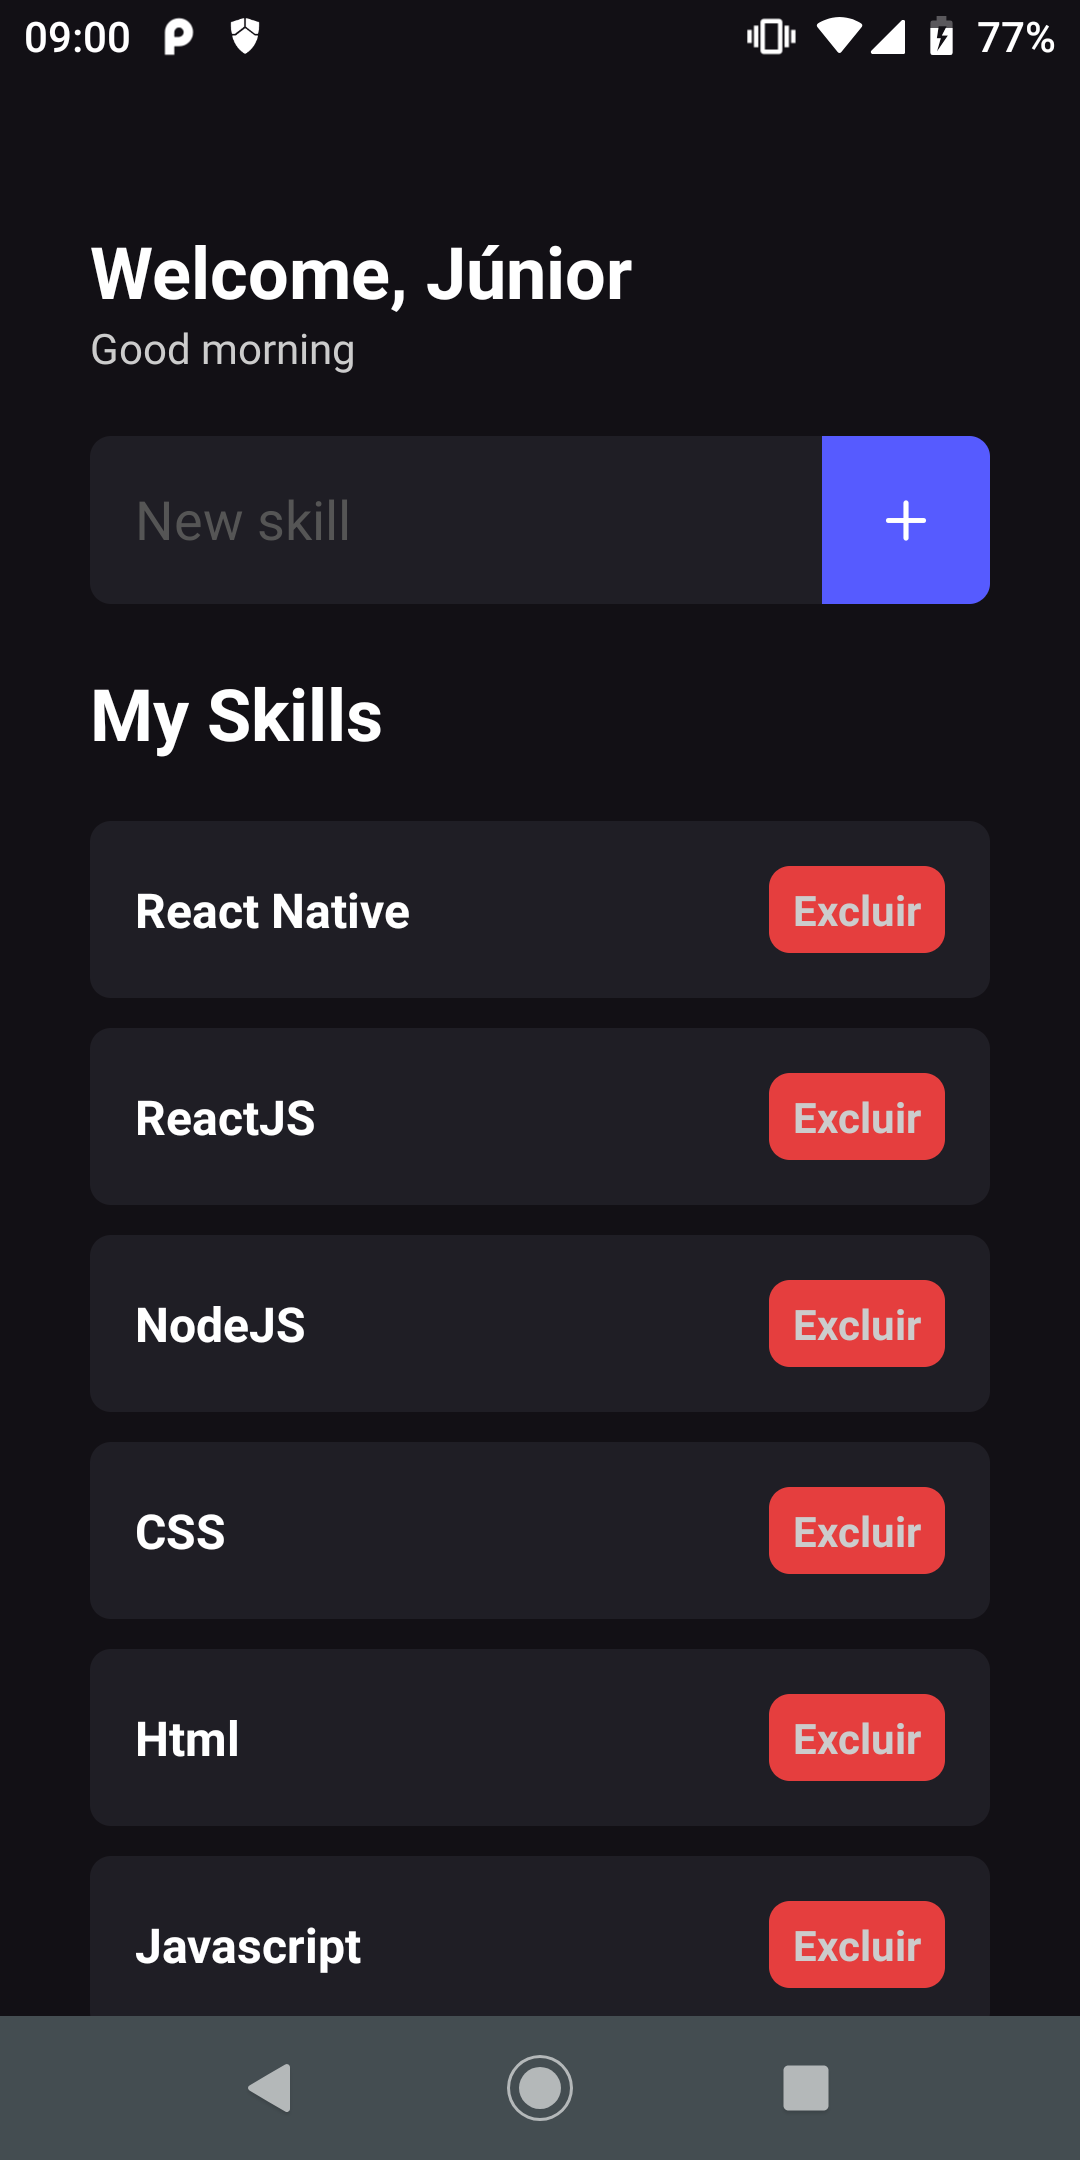 09:00 77%
Welcome, Júnior
Good morning
New skill +
My Skills
React Native Excluir
ReactJS Excluir
NodeJS Excluir
CSS Excluir
Html Excluir
Javascript Excluir